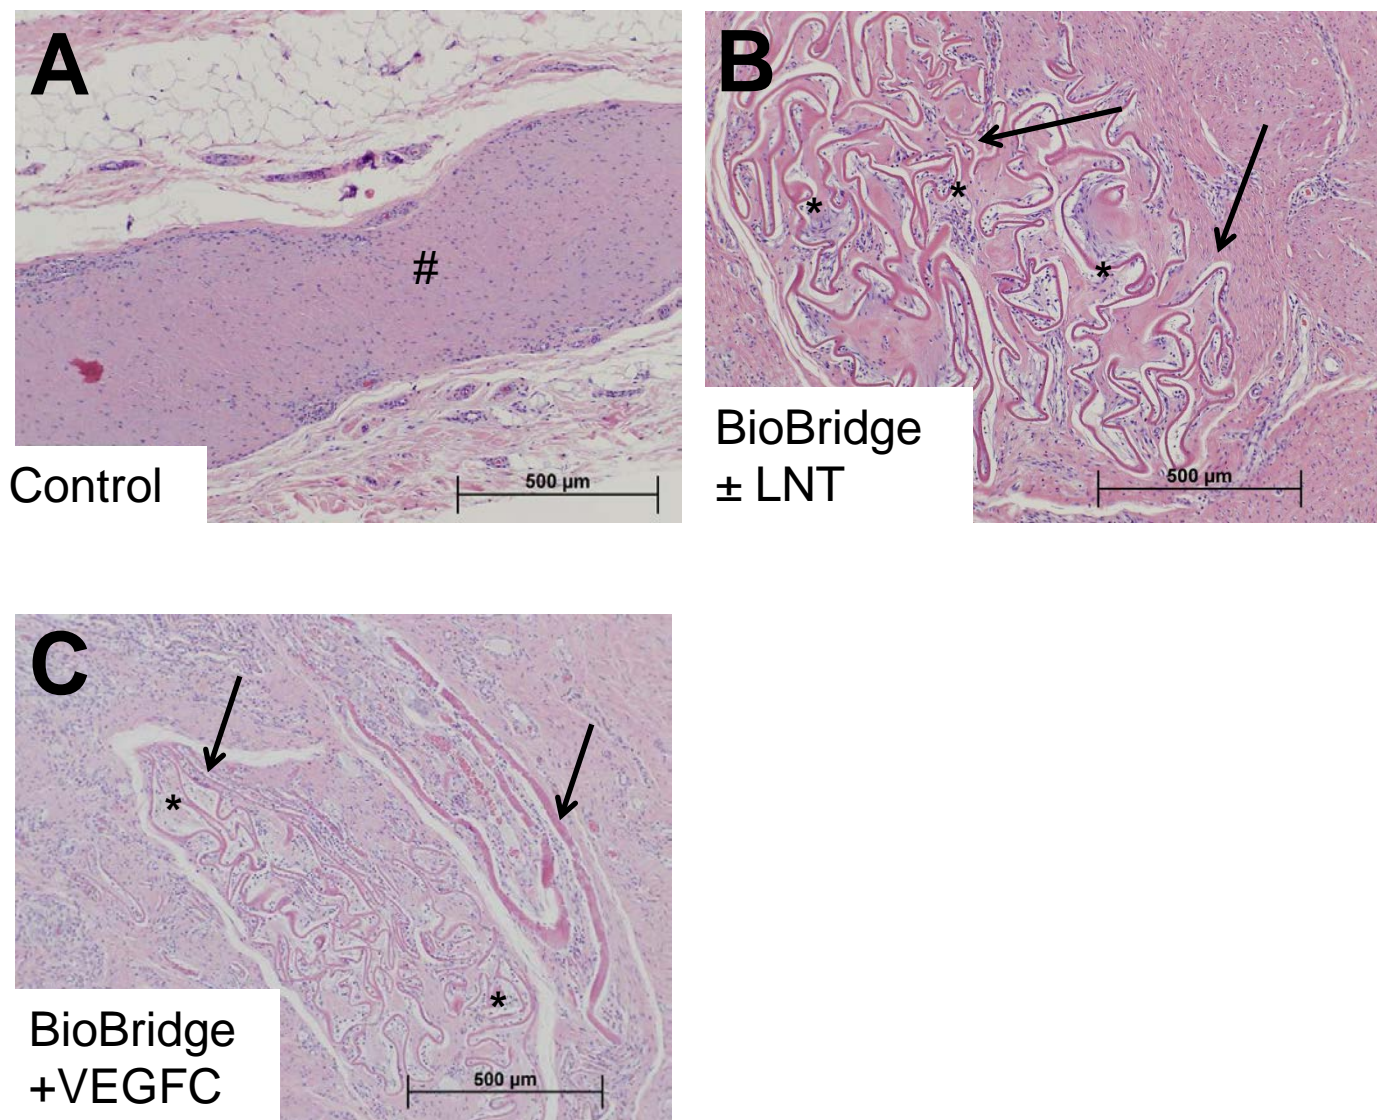 A
#
Control
500 µm
B
*
*
*
BioBridge
± LNT
500 µm
C
*
*
BioBridge
+VEGFC
500 µm